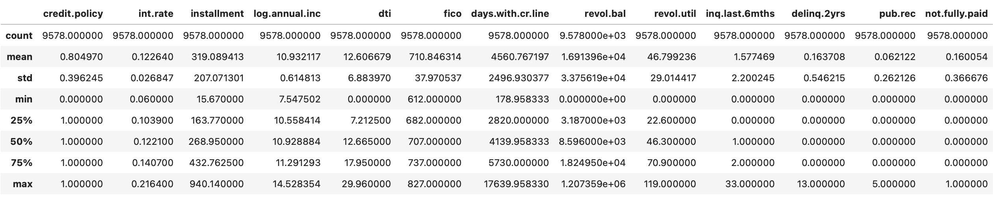 credit.policy int.rate installment log.annual.inc dti fico days.with.cr.line revol.bal revol.util inq.last.6mths delinq.2yrs pub.rec not.fully.paid
count 9578.000000 9578.000000 9578.000000 9578.000000 9578.000000 9578.000000 9578.000000 9.578000e+03 9578.000000 9578.000000 9578.000000 9578.000000 9578.000000
mean 0.804970 0.122640 319.089413 10.932117 12.606679 710.846314 4560.767197 1.691396e+04 46.799236 1.577469 0.163708 0.062122 0.160054
std 0.396245 0.026847 207.071301 0.614813 6.883970 37.970537 2496.930377 3.375619e+04 29.014417 2.200245 0.546215 0.262126 0.366676
min 0.000000 0.060000 15.670000 7.547502 0.000000 612.000000 178.958333 0.000000e+00 0.000000 0.000000 0.000000 0.000000 0.000000
25% 1.000000 0.103900 163.770000 10.558414 7.212500 682.000000 2820.000000 3.187000e+03 22.600000 0.000000 0.000000 0.000000 0.000000
50% 1.000000 0.122100 268.950000 10.928884 12.665000 707.000000 4139.958333 8.596000e+03 46.300000 1.000000 0.000000 0.000000 0.000000
75% 1.000000 0.140700 432.762500 11.291293 17.950000 737.000000 5730.000000 1.824950e+04 70.900000 2.000000 0.000000 0.000000 0.000000
max 1.000000 0.216400 940.140000 14.528354 29.960000 827.000000 17639.958330 1.207359e+06 119.000000 33.000000 13.000000 5.000000 1.000000